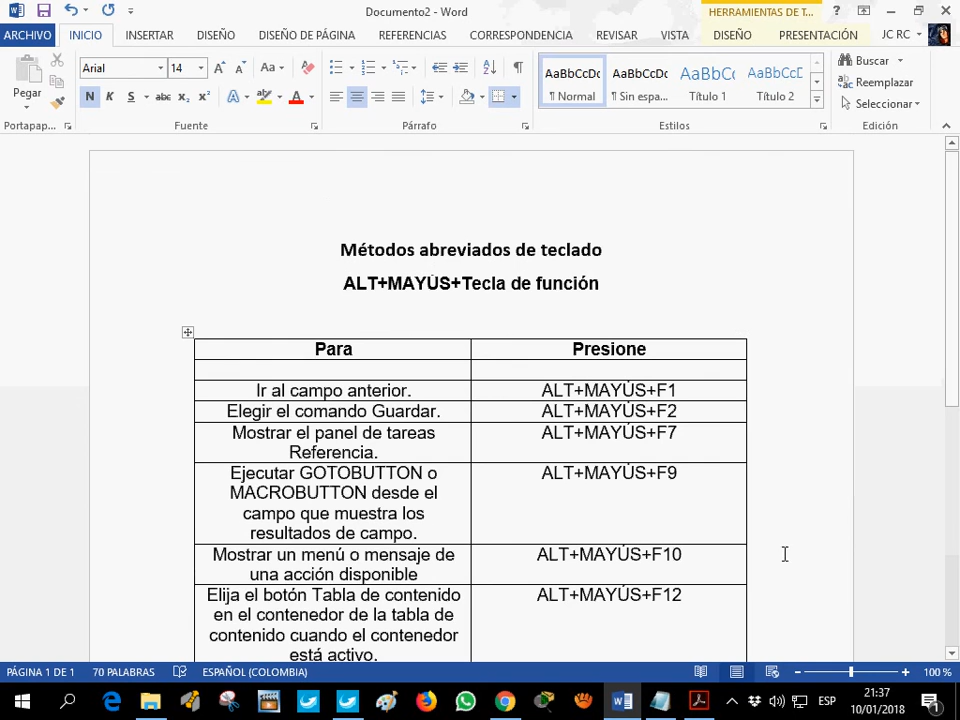 Documento2 - Word
HERRAMIENTAS DE T...
ARCHIVO INICIO INSERTAR DISEÑO DISEÑO DE PÁGINA REFERENCIAS CORRESPONDENCIA REVISAR VISTA DISEÑO PRESENTACIÓN JC RC
Pegar
Arial 14
Aa
N K S abc x₂ x² A A
AaBbCcDc AaBbCcDc AaBbCc AaBbCcD
¶ Normal ¶ Sin espa... Título 1 Título 2
Buscar
Reemplazar
Seleccionar
Portapap... Fuente Párrafo Estilos Edición
Métodos abreviados de teclado
ALT+MAYÚS+Tecla de función
Para Presione
Ir al campo anterior. ALT+MAYÚS+F1
Elegir el comando Guardar. ALT+MAYÚS+F2
Mostrar el panel de tareas ALT+MAYÚS+F7
Referencia.
Ejecutar GOTOBUTTON o ALT+MAYÚS+F9
MACROBUTTON desde el
campo que muestra los
resultados de campo.
Mostrar un menú o mensaje de ALT+MAYÚS+F10
una acción disponible
Elija el botón Tabla de contenido ALT+MAYÚS+F12
en el contenedor de la tabla de
contenido cuando el contenedor
está activo.
PÁGINA 1 DE 1 70 PALABRAS ESPAÑOL (COLOMBIA) 100 %
ESP
21:37
10/01/2018